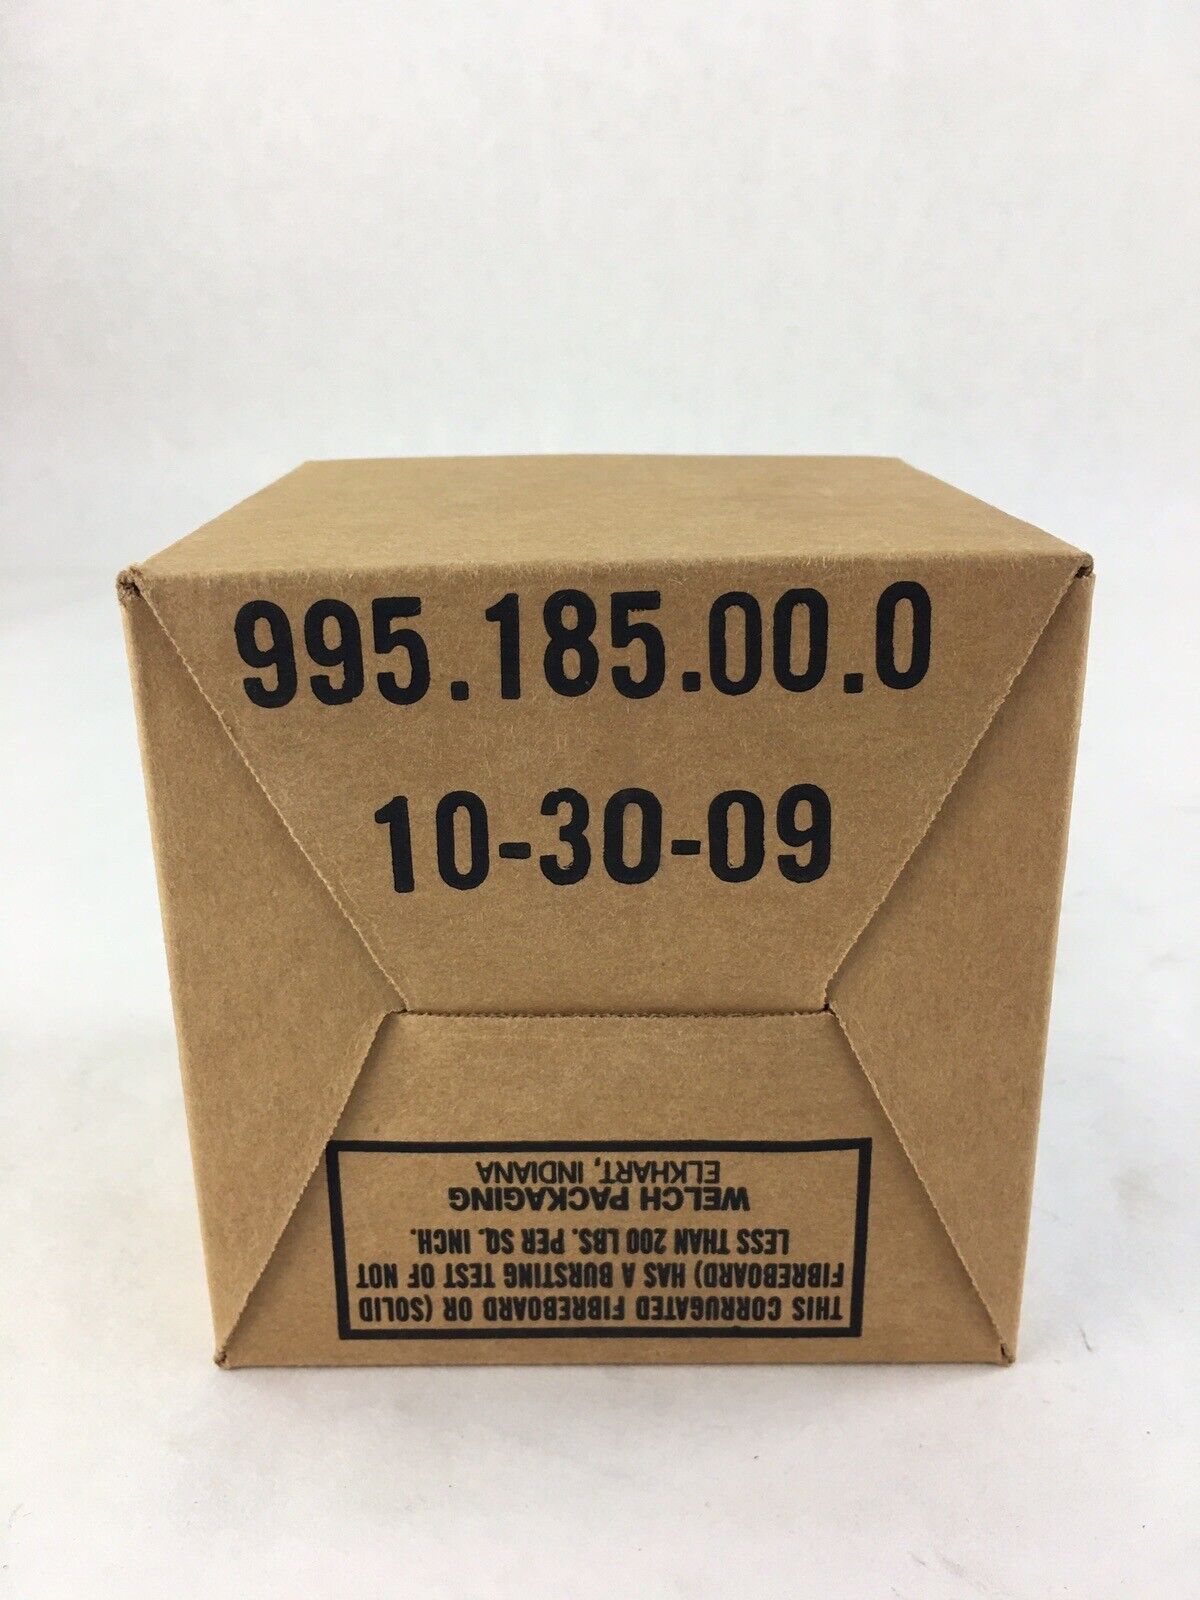 995.185.00.0
10-30-09
THIS CORRUGATED FIBREBOARD OR (SOLID
FIBREBOARD) HAS A BURSTING TEST OF NOT
LESS THAN 200 LBS. PER SQ. INCH.
WELCH PACKAGING
ELKHART, INDIANA